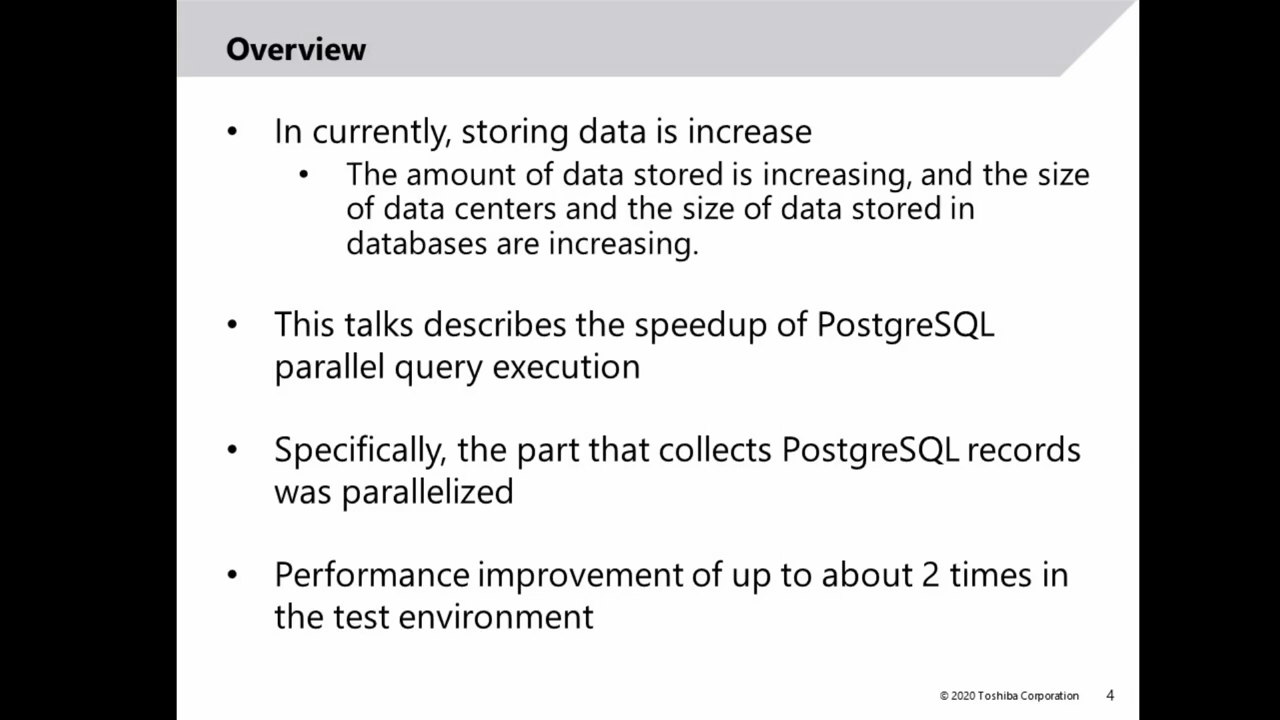 Overview
• In currently, storing data is increase
• The amount of data stored is increasing, and the size
of data centers and the size of data stored in
databases are increasing.
• This talks describes the speedup of PostgreSQL
parallel query execution
• Specifically, the part that collects PostgreSQL records
was parallelized
• Performance improvement of up to about 2 times in
the test environment
© 2020 Toshiba Corporation 4